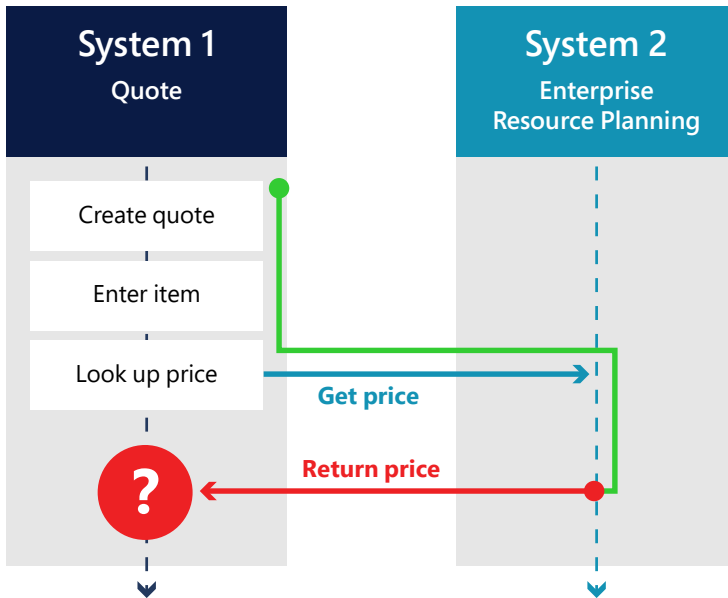 System 1
Quote
System 2
Enterprise
Resource Planning
Create quote
Enter item
Look up price
Get price
Return price
?